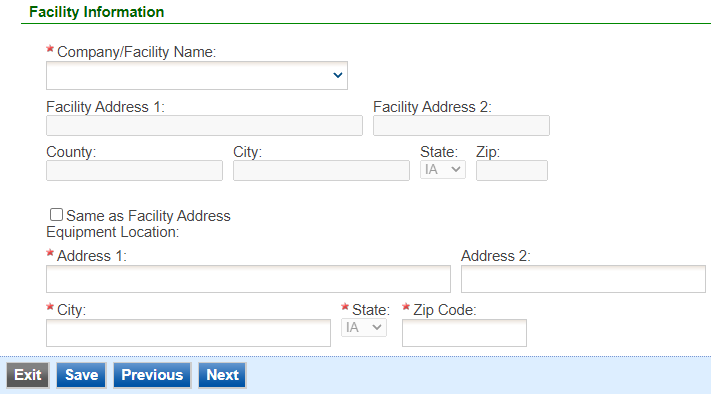 Facility Information
* Company/Facility Name:
Facility Address 1: Facility Address 2:
County: City: State: Zip:
IA
Same as Facility Address
Equipment Location:
* Address 1: Address 2:
* City: * State: * Zip Code:
IA
Exit Save Previous Next